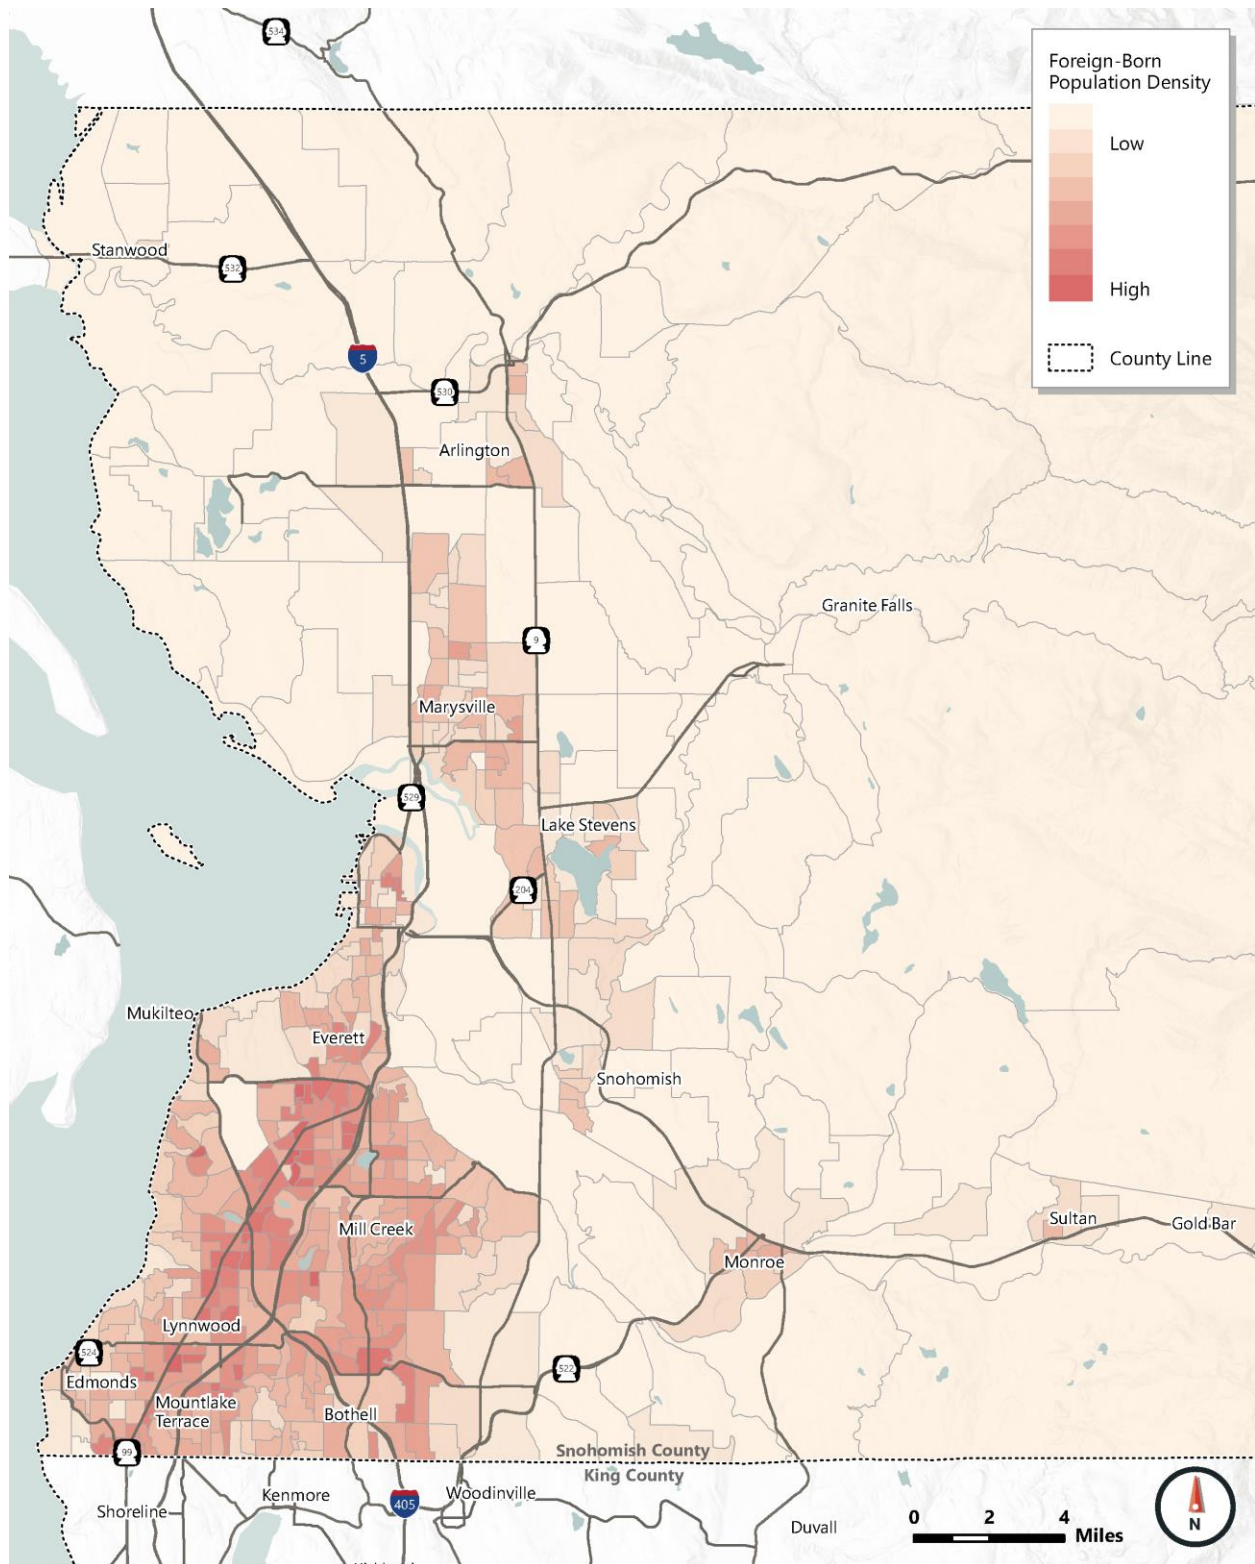 534
Foreign-Born
Population Density
Low
High
County Line
Stanwood
532
5
530
Arlington
Granite Falls
9
Marysville
529
Lake Stevens
204
Mukilteo
Everett
Snohomish
Mill Creek
Sultan
Gold Bar
Monroe
Lynnwood
524
522
Edmonds
Mountlake
Terrace
Bothell
99
Snohomish County
King County
Kenmore
Woodinville
405
Shoreline
Duvall
0 2 4
Miles
N